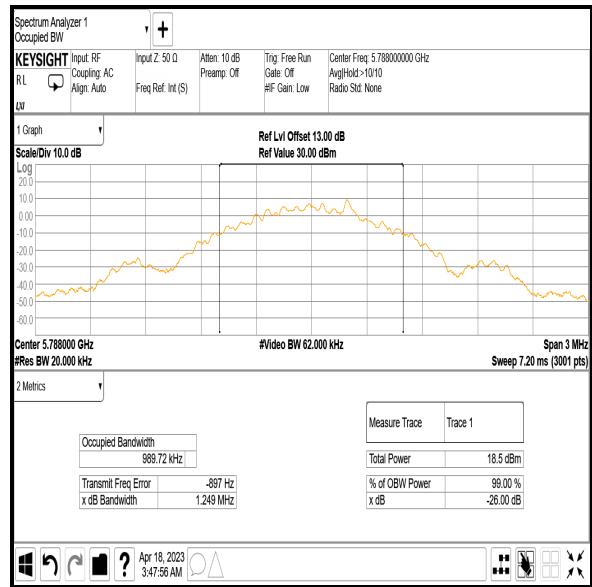 Spectrum Analyzer 1
Occupied BW
KEYSIGHT Input: RF Input Z: 50 Ω Atten: 10 dB Trig: Free Run Center Freq: 5.788000000 GHz
RL Coupling: AC Preamp: Off Gate: Off Avg|Hold:>10/10
Align: Auto Freq Ref: Int (S) #IF Gain: Low Radio Std: None
LXI
1 Graph
Ref Lvl Offset 13.00 dB
Scale/Div 10.0 dB Ref Value 30.00 dBm
Log
20.0
10.0
0.00
-10.0
-20.0
-30.0
-40.0
-50.0
-60.0
Center 5.788000 GHz #Video BW 62.000 kHz Span 3 MHz
#Res BW 20.000 kHz Sweep 7.20 ms (3001 pts)
2 Metrics
Measure Trace Trace 1
Occupied Bandwidth
989.72 kHz Total Power 18.5 dBm
Transmit Freq Error -897 Hz % of OBW Power 99.00 %
x dB Bandwidth 1.249 MHz x dB -26.00 dB
? Apr 18, 2023
3:47:56 AM